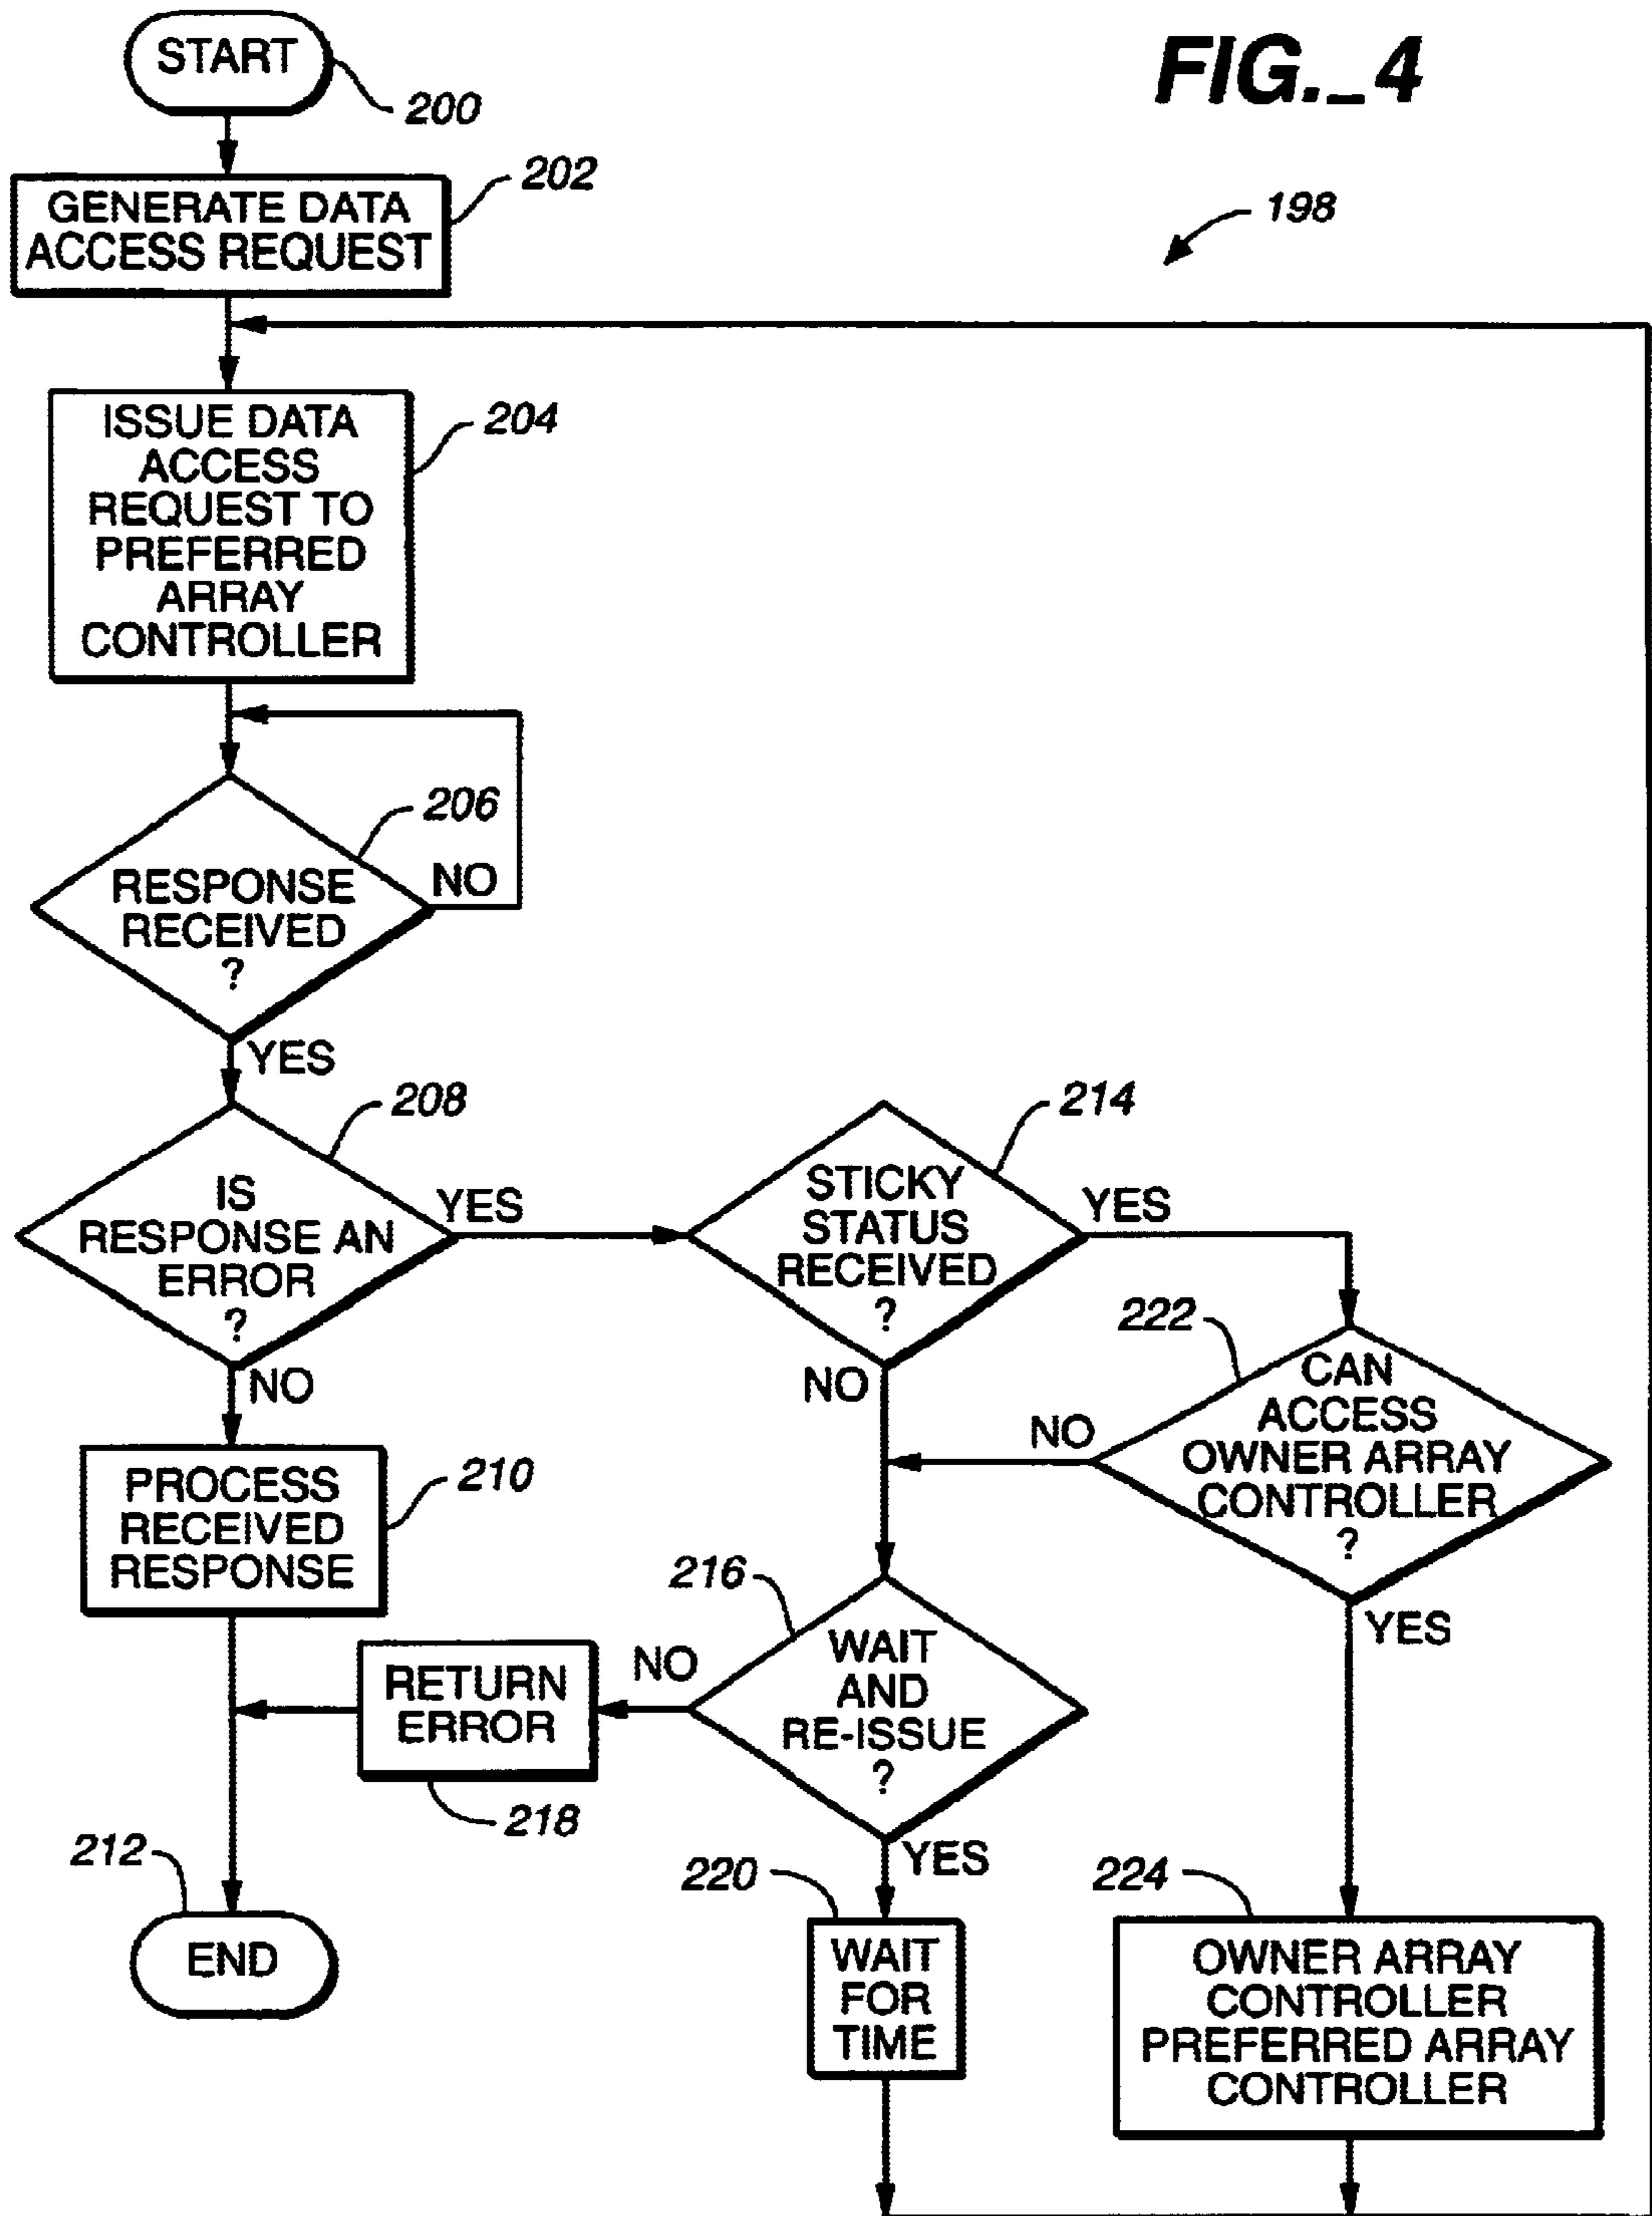 START
FIG._4
200
202
GENERATE DATA
ACCESS REQUEST
198
ISSUE DATA
ACCESS
REQUEST TO
PREFERRED
ARRAY
CONTROLLER
204
206
RESPONSE
RECEIVED
?
NO
YES
208
IS
RESPONSE AN
ERROR
?
YES
NO
214
STICKY
STATUS
RECEIVED
?
YES
NO
222
CAN
ACCESS
OWNER ARRAY
CONTROLLER
?
NO
YES
PROCESS
RECEIVED
RESPONSE
210
216
WAIT
AND
RE-ISSUE
?
NO
YES
RETURN
ERROR
218
212
END
220
WAIT
FOR
TIME
224
OWNER ARRAY
CONTROLLER
PREFERRED ARRAY
CONTROLLER